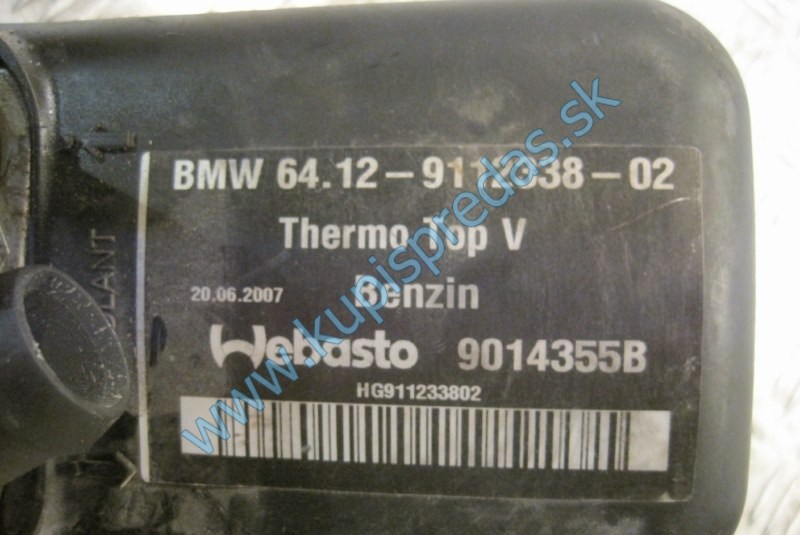 BMW 64.12-9112338-02
Thermo Top V
Benzin
20.06.2007
Webasto 9014355B
HG911233802
www.kupispredas.sk